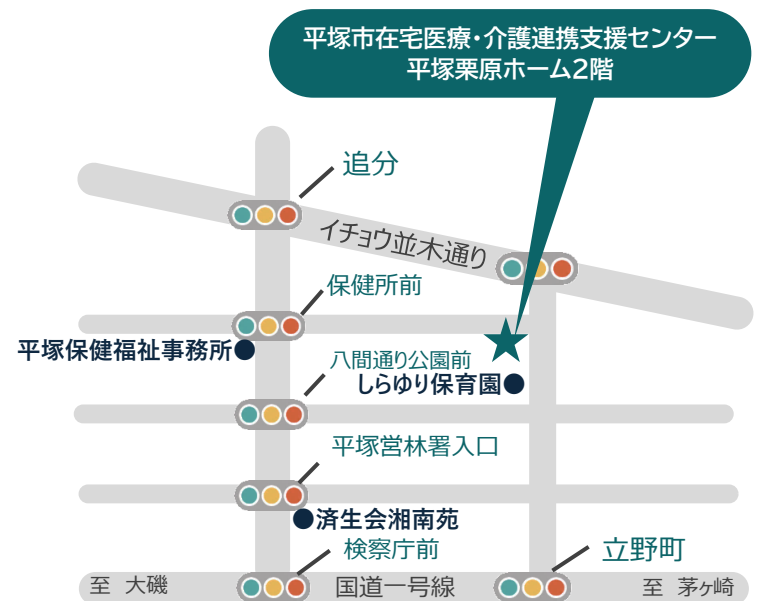 平塚市在宅医療・介護連携支援センター
平塚栗原ホーム2階
追分
イチョウ並木通り
保健所前
平塚保健福祉事務所
八間通り公園前
しらゆり保育園
平塚営林署入口
済生会湘南苑
検察庁前
立野町
至 大磯
国道一号線
至 茅ヶ崎